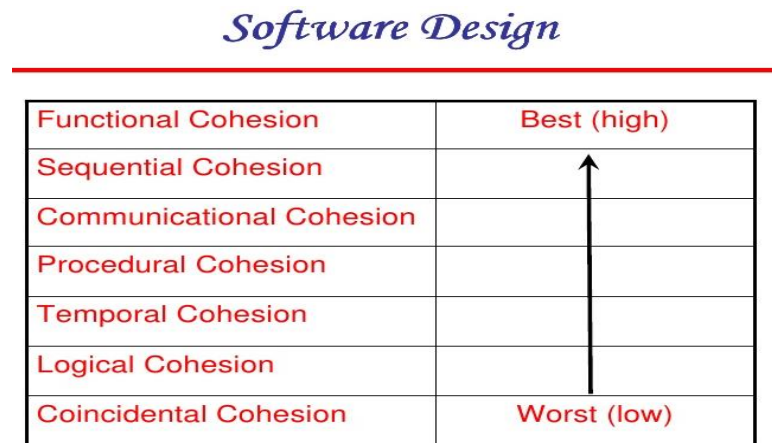 Software Design
Functional Cohesion Best (high)
Sequential Cohesion
Communicational Cohesion
Procedural Cohesion
Temporal Cohesion
Logical Cohesion
Coincidental Cohesion Worst (low)